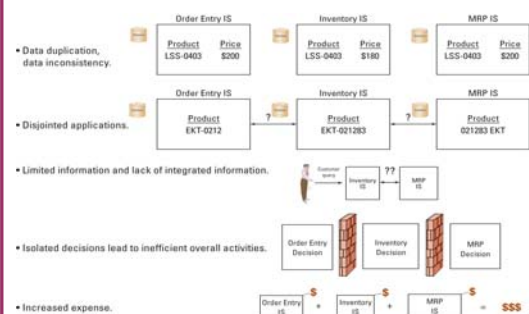 Order Entry IS Inventory IS MRP IS
Product Price Product Price Product Price
• Data duplication,
data inconsistency.
LSS-0403 $200 LSS-0403 $180 LSS-0403 $200
Order Entry IS Inventory IS MRP IS
Product ? Product ? Product
• Disjointed applications.
EKT-0212 EKT-021283 021283 EKT
• Limited information and lack of integrated information.
Customer
query
Inventory
IS
??
MRP
IS
• Isolated decisions lead to inefficient overall activities.
Order Entry
Decision
Inventory
Decision
MRP
Decision
• Increased expense.
Order Entry
IS
$
+
Inventory
IS
$
+
MRP
IS
$
=
$$$